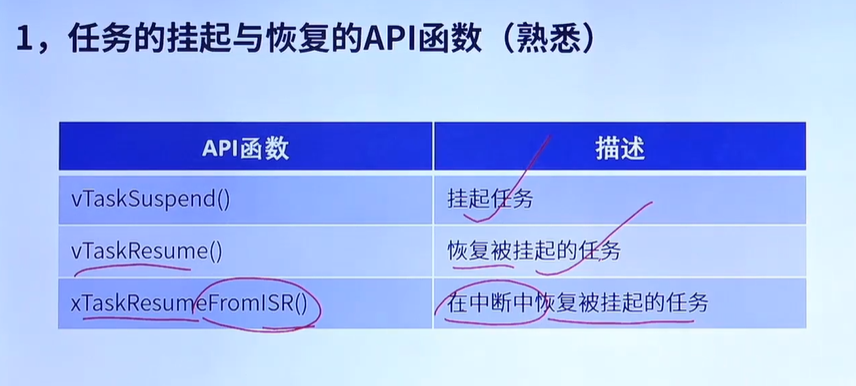 1，任务的挂起与恢复的API函数（熟悉）
API函数 描述
vTaskSuspend() 挂起任务
vTaskResume() 恢复被挂起的任务
xTaskResumeFromISR() 在中断中恢复被挂起的任务